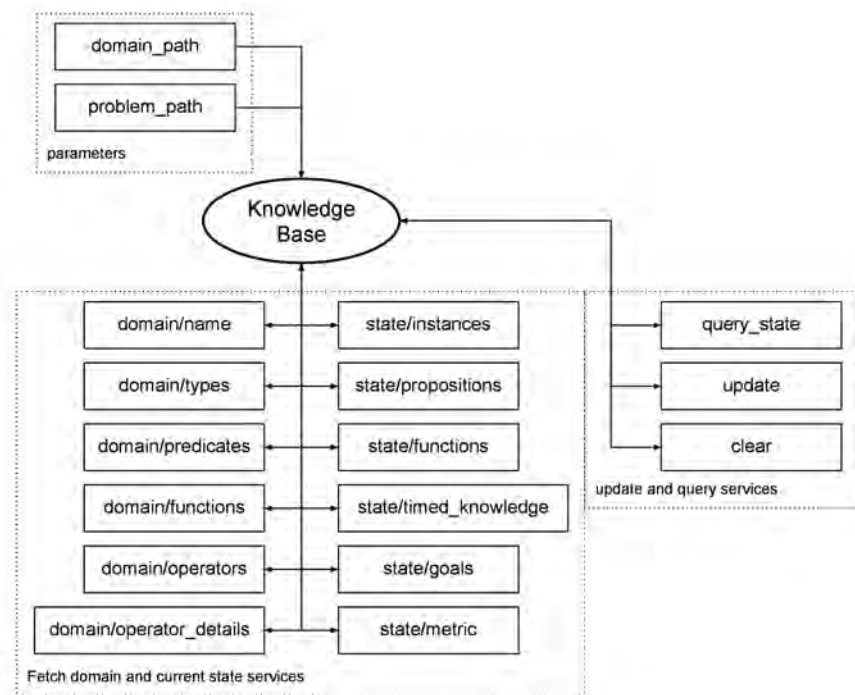 domain_path
problem_path
parameters
Knowledge
Base
domain/name
state/instances
domain/types
state/propositions
domain/predicates
state/functions
domain/functions
state/timed_knowledge
domain/operators
state/goals
domain/operator_details
state/metric
Fetch domain and current state services
query_state
update
clear
update and query services